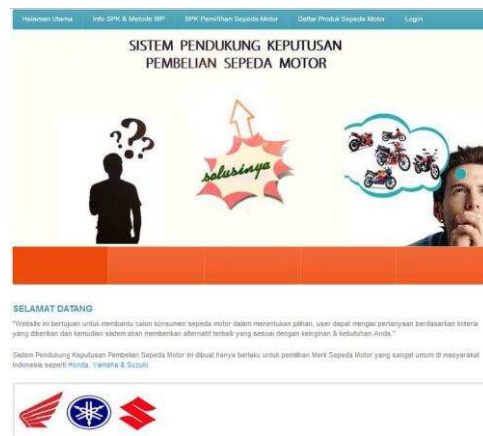 Halaman Utama Info SPK & Metode WP SPK Pemilihan Sepeda Motor Daftar Produk Sepeda Motor Login
SISTEM PENDUKUNG KEPUTUSAN
PEMBELIAN SEPEDA MOTOR
???
solusinya
SELAMAT DATANG
"Website ini bertujuan untuk membantu calon konsumen sepeda motor dalam menentukan pilihan, user dapat mengisi pertanyaan berdasarkan kriteria
yang diberikan dan kemudian sistem akan memberikan alternatif terbaik yang sesuai dengan keinginan & kebutuhan Anda."
Sistem Pendukung Keputusan Pembelian Sepeda Motor ini dibuat hanya berlaku untuk pemilihan Merk Sepeda Motor yang sangat umum di masyarakat
Indonesia seperti Honda, Yamaha & Suzuki